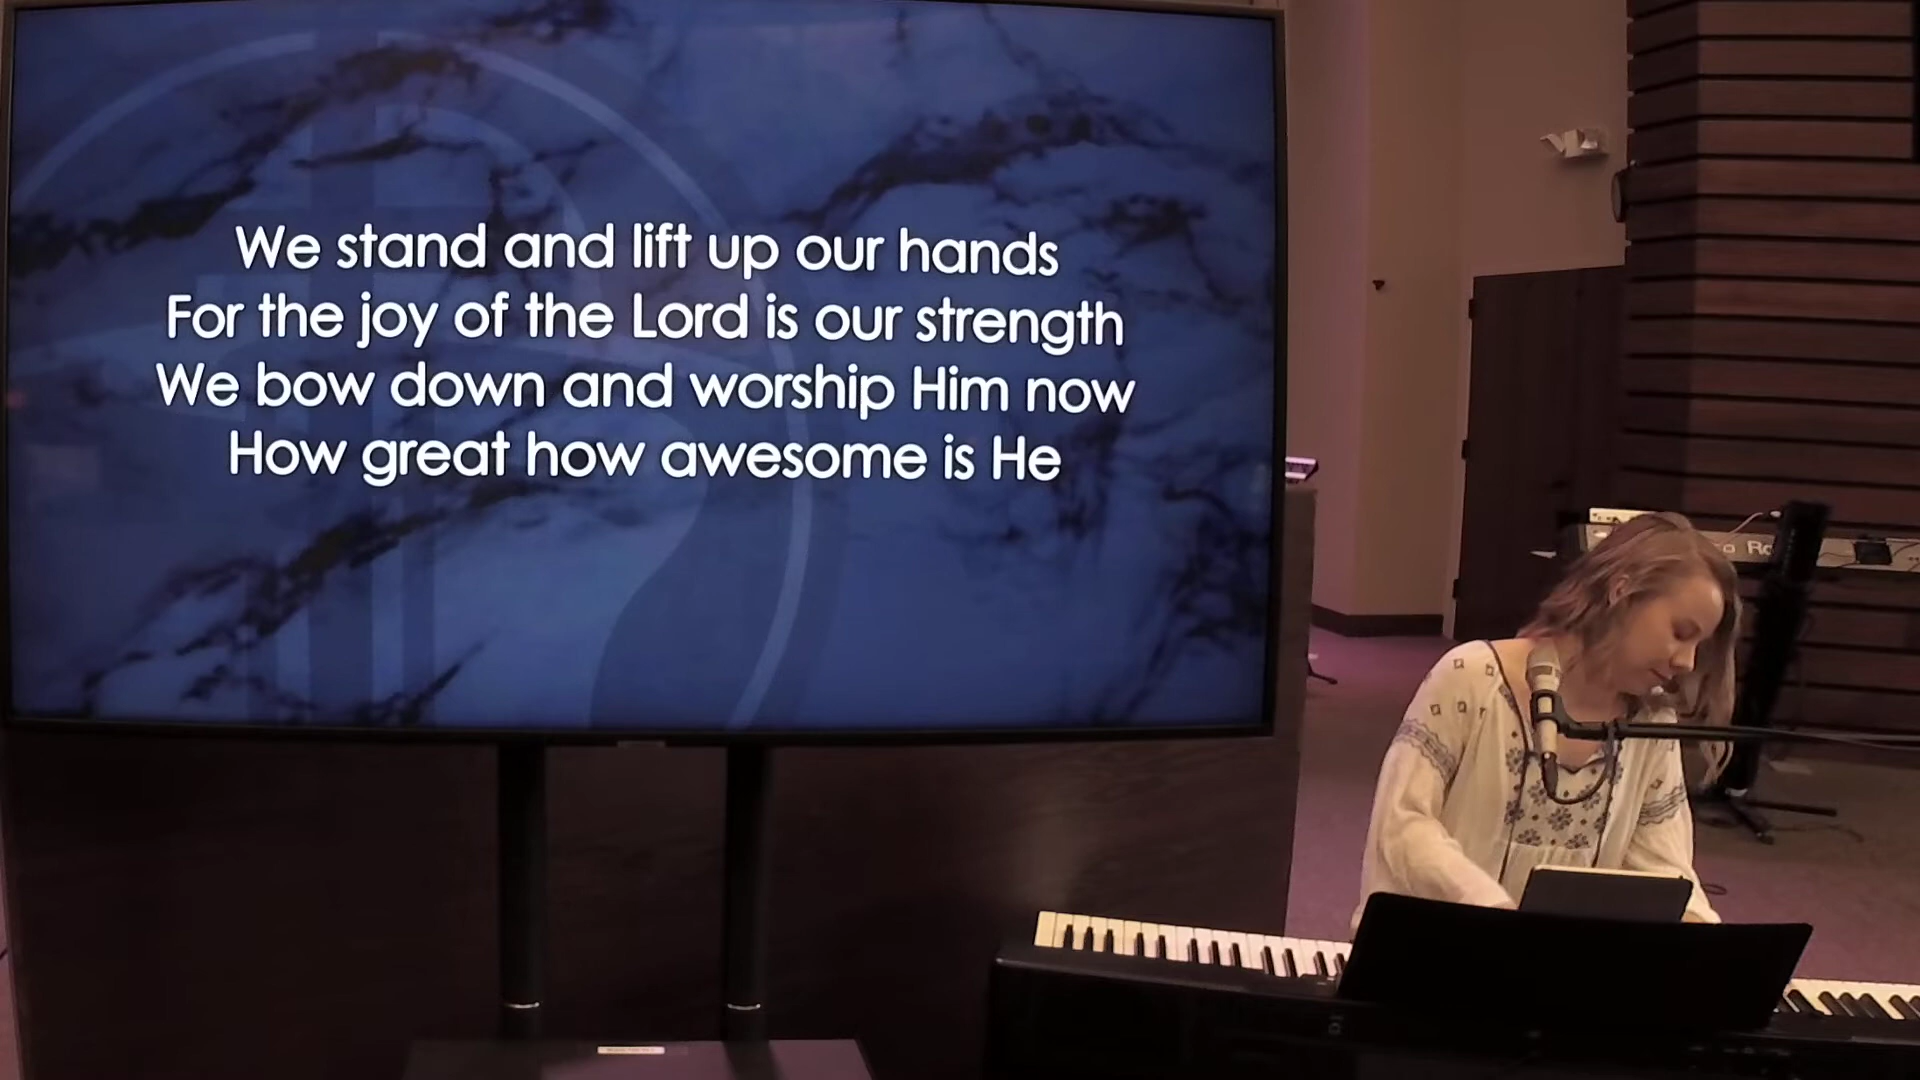 We stand and lift up our hands
For the joy of the Lord is our strength
We bow down and worship Him now
How great how awesome is He